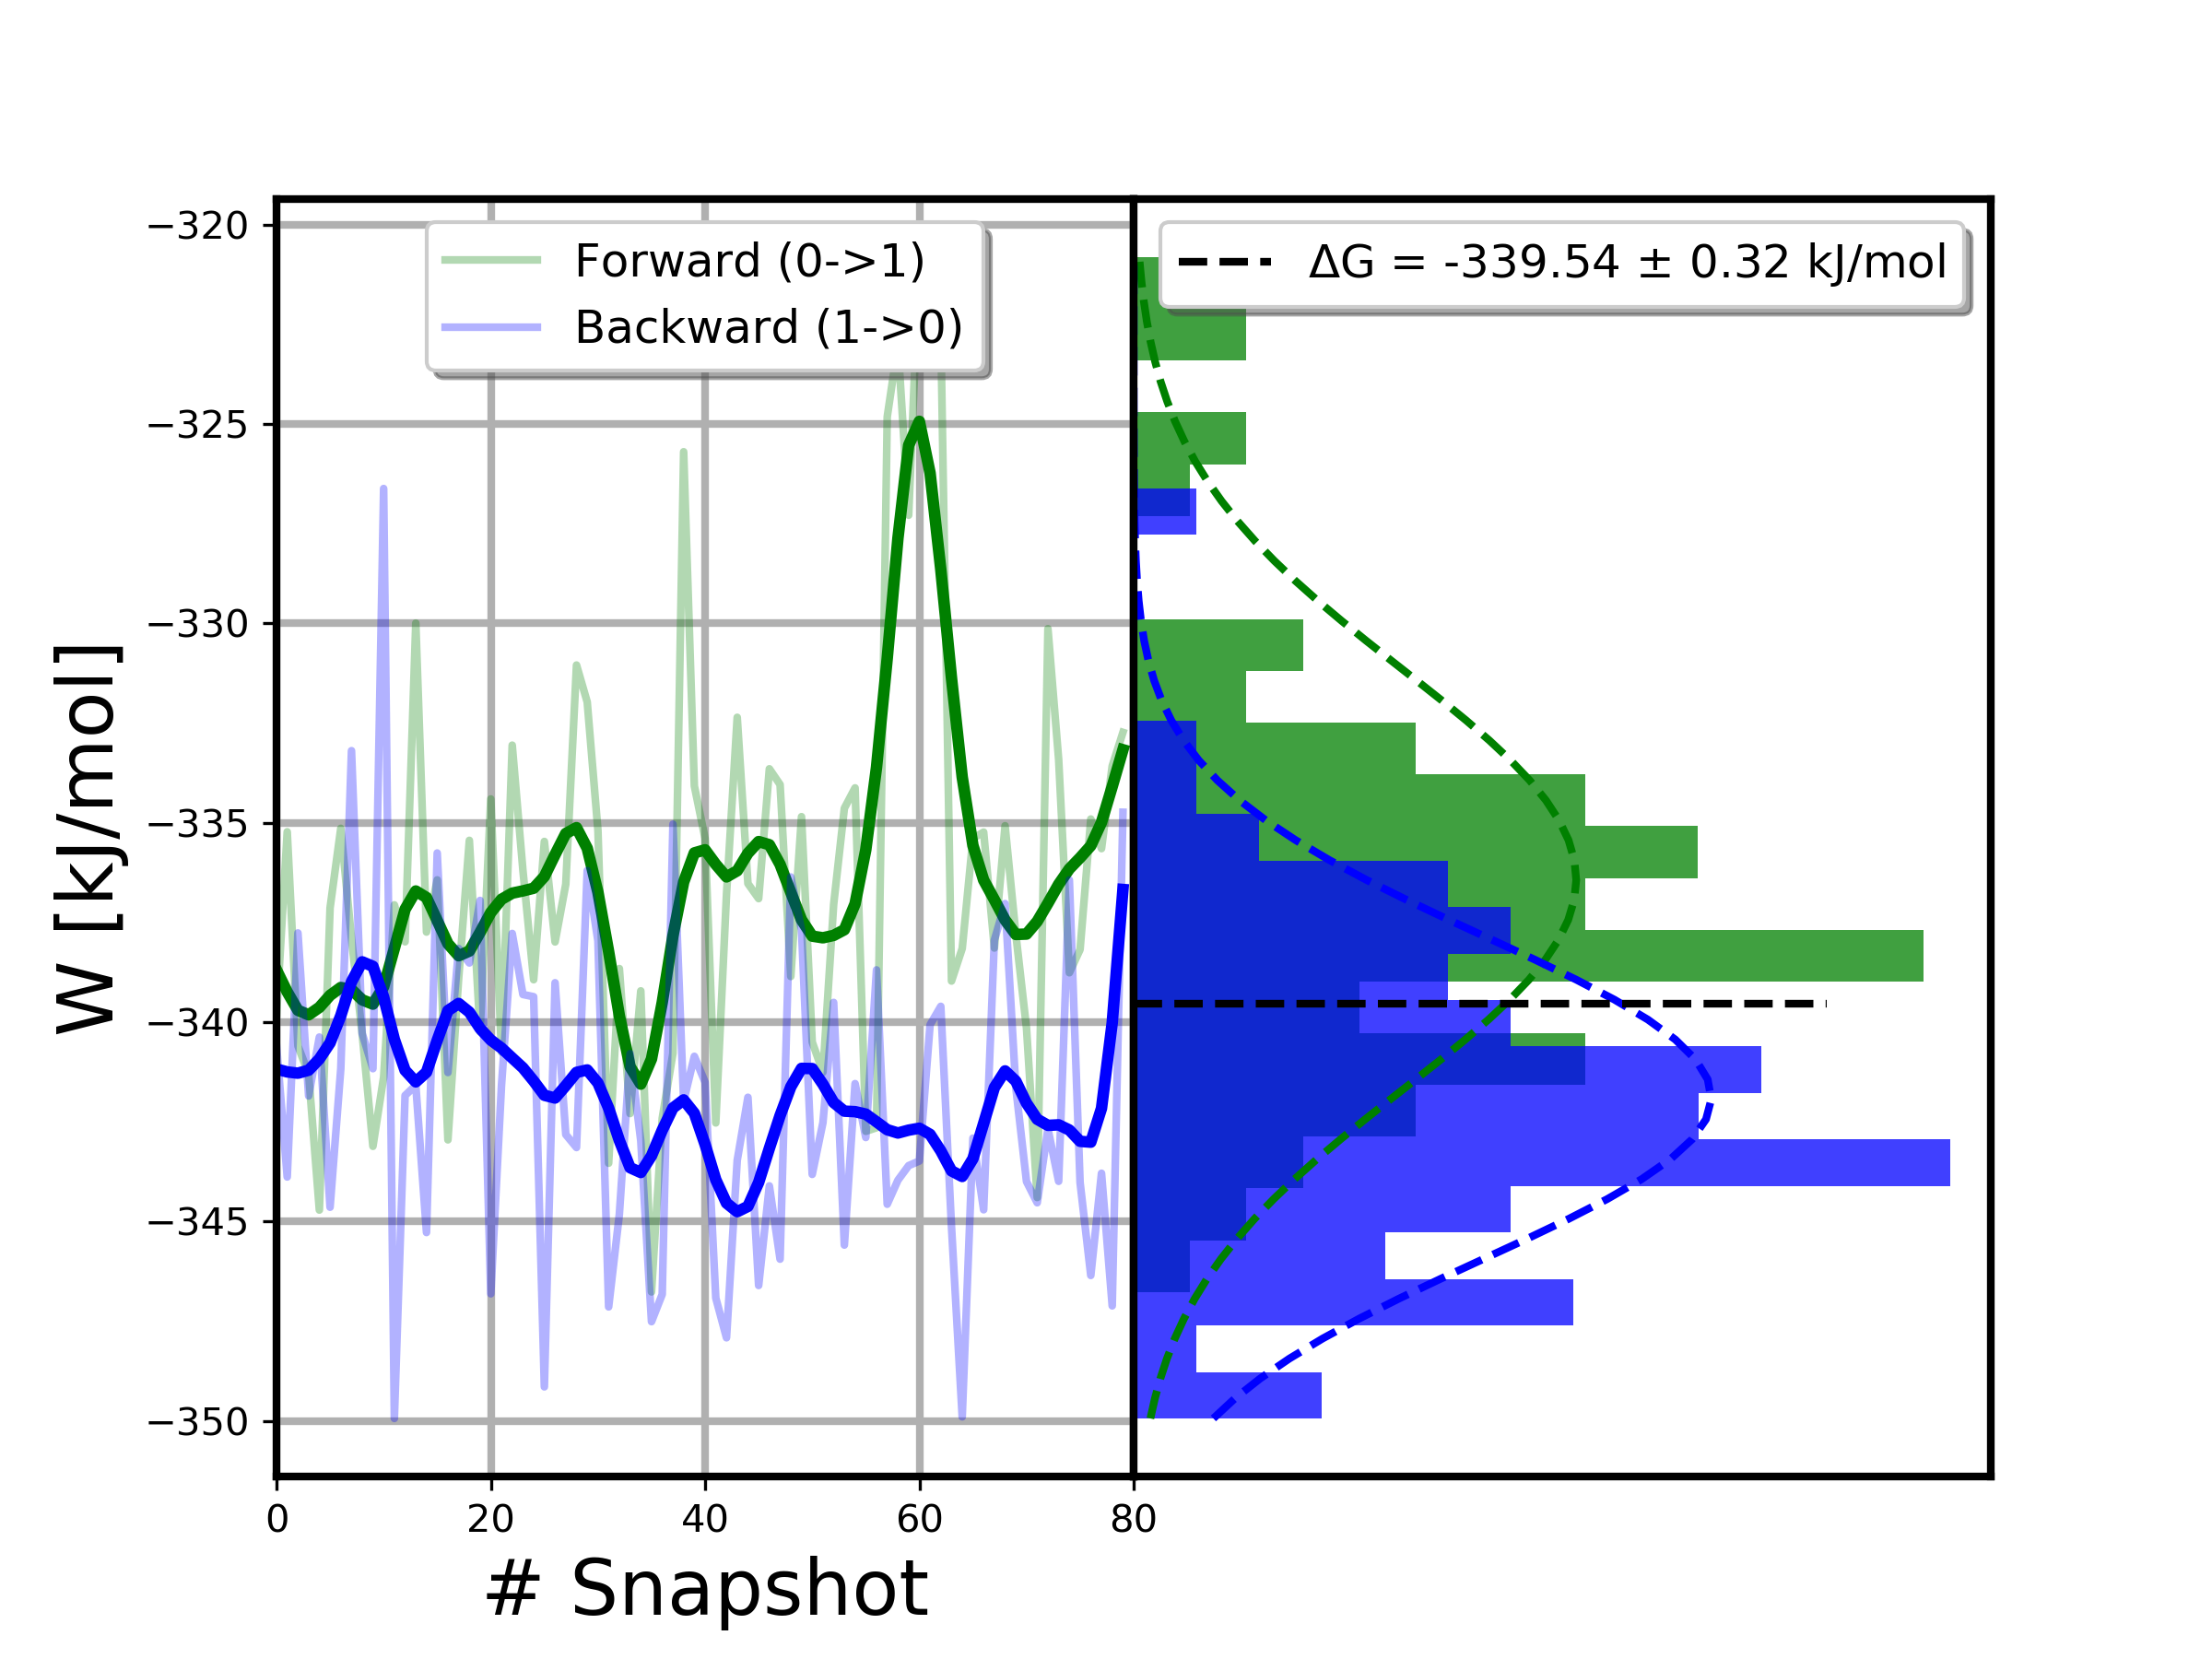 −320
−325
−330
−335
−340
−345
−350
W [kJ/mol]
Forward (0->1)
Backward (1->0)
ΔG = -339.54 ± 0.32 kJ/mol
0
20
40
60
80
# Snapshot